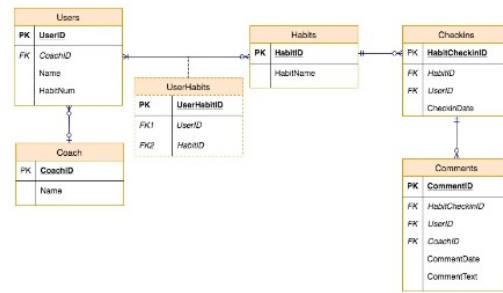 Users
PK UserID
FK CoachID
Name
HabitNum
Coach
PK CoachID
Name
UserHabits
PK UserHabitID
FK1 UserID
FK2 HabitID
Habits
PK HabitID
HabitName
Checkins
PK HabitCheckinID
FK HabitID
FK UserID
CheckinDate
Comments
PK CommentID
FK HabitCheckinID
FK UserID
FK CoachID
CommentDate
CommentText